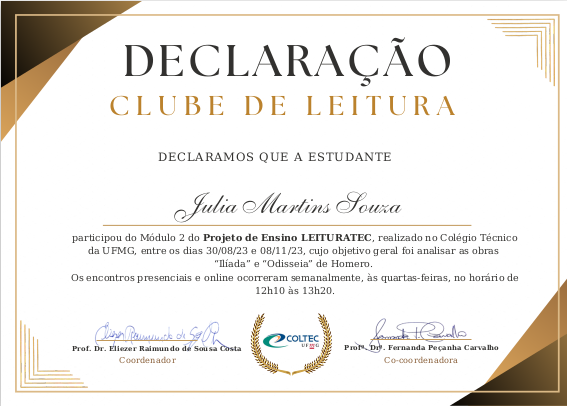 DECLARAÇÃO
CLUBE DE LEITURA
DECLARAMOS QUE A ESTUDANTE
Julia Martins Souza
participou do Módulo 2 do Projeto de Ensino LEITURATEC, realizado no Colégio Técnico
da UFMG, entre os dias 30/08/23 e 08/11/23, cujo objetivo geral foi analisar as obras
“Ilíada” e “Odisseia” de Homero.
Os encontros presenciais e online ocorreram semanalmente, às quartas-feiras, no horário de
12h10 às 13h20.
Prof. Dr. Eliezer Raimundo de Sousa Costa
Coordenador
COLTEC
UFMG
Profª. Drª. Fernanda Peçanha Carvalho
Co-coordenadora